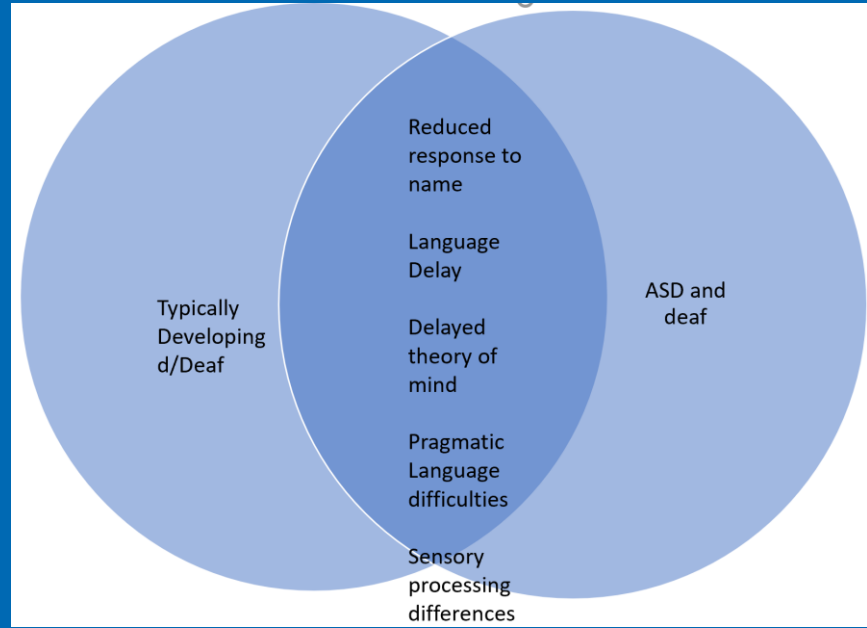 Reduced
response to
name
Language
Delay
Typically
Developing
d/Deaf
Delayed
theory of
mind
ASD and
deaf
Pragmatic
Language
difficulties
Sensory
processing
differences